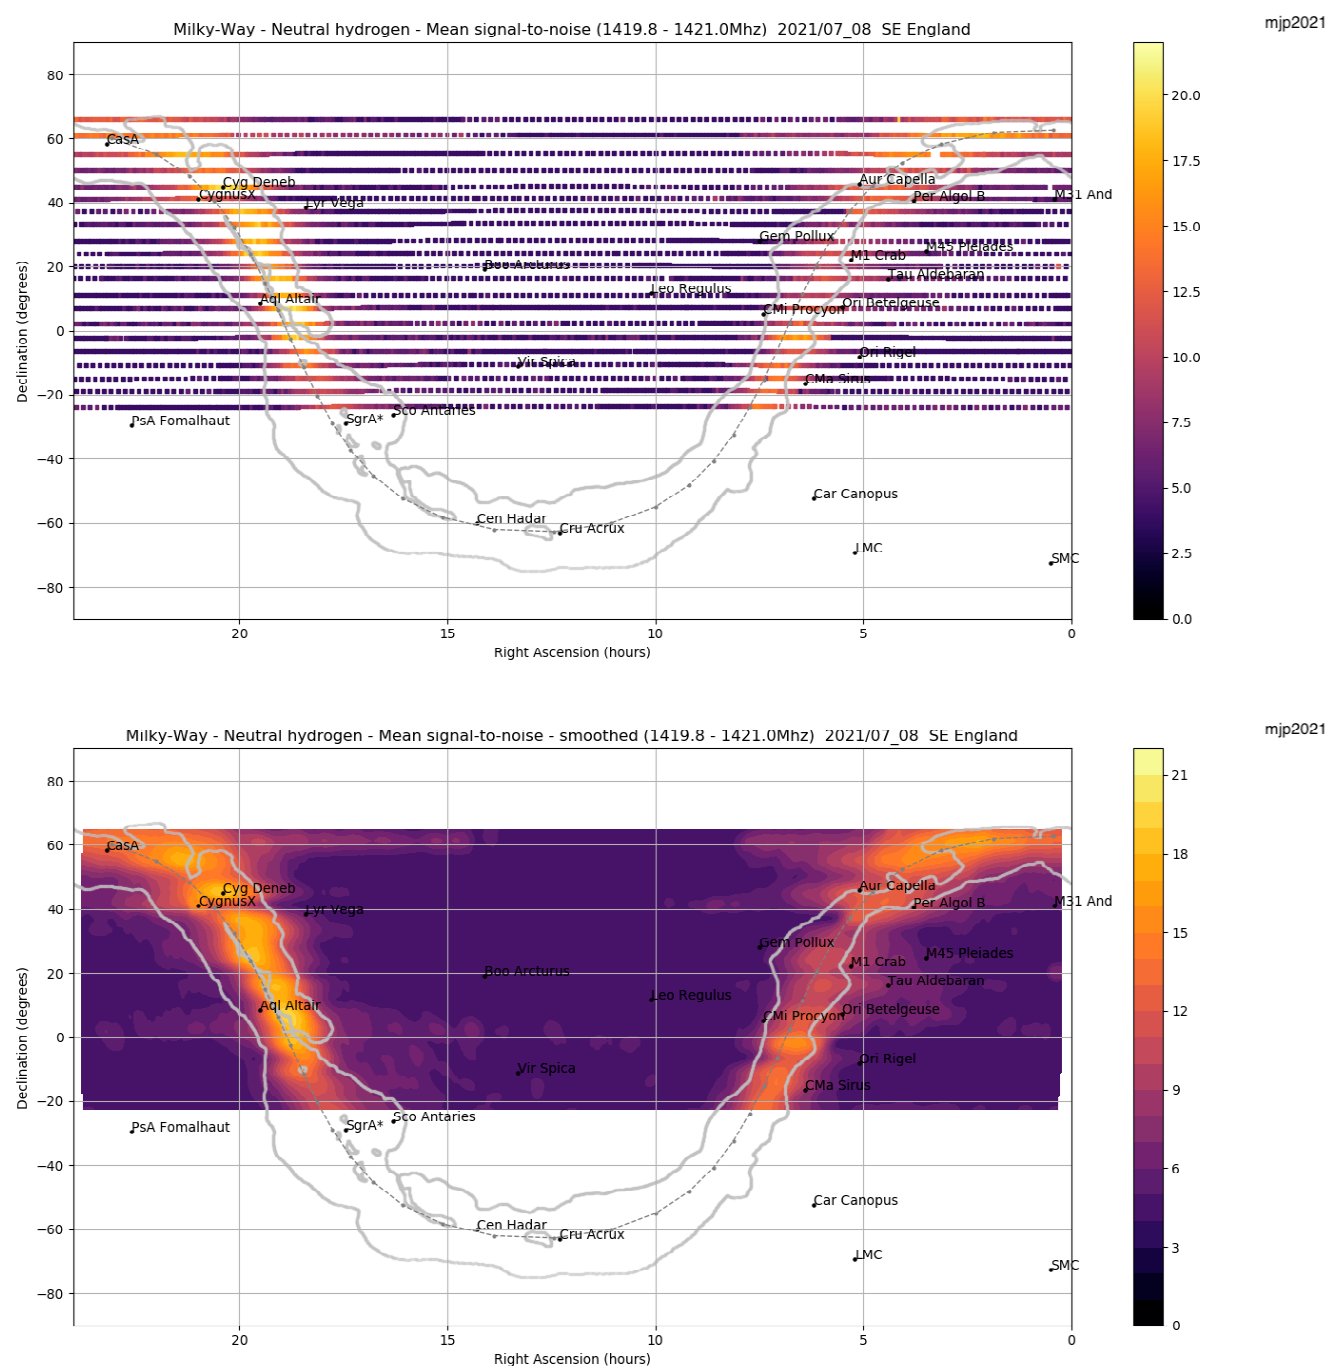 mjp2021
Milky-Way - Neutral hydrogen - Mean signal-to-noise (1419.8 - 1421.0Mhz)  2021/07_08  SE England
80
60
40
20
0
−20
−40
−60
−80
Declination (degrees)
CasA
Cyg Deneb
CygnusX
Lyr Vega
Aur Capella
Per Algol B
M31 And
Gem Pollux
M45 Pleiades
M1 Crab
Boo Arcturus
Tau Aldebaran
Leo Regulus
Aql Altair
Ori Betelgeuse
CMi Procyon
Ori Rigel
Vir Spica
CMa Sirus
Sco Antaries
PsA Fomalhaut
SgrA*
Car Canopus
Cen Hadar
Cru Acrux
LMC
SMC
20
15
10
5
0
Right Ascension (hours)
20.0
17.5
15.0
12.5
10.0
7.5
5.0
2.5
0.0
mjp2021
Milky-Way - Neutral hydrogen - Mean signal-to-noise - smoothed (1419.8 - 1421.0Mhz)  2021/07_08  SE England
80
60
40
20
0
−20
−40
−60
−80
Declination (degrees)
CasA
Cyg Deneb
CygnusX
Lyr Vega
Aur Capella
Per Algol B
M31 And
Gem Pollux
M45 Pleiades
M1 Crab
Boo Arcturus
Tau Aldebaran
Leo Regulus
Aql Altair
Ori Betelgeuse
CMi Procyon
Ori Rigel
Vir Spica
CMa Sirus
Sco Antaries
PsA Fomalhaut
SgrA*
Car Canopus
Cen Hadar
Cru Acrux
LMC
SMC
20
15
10
5
0
Right Ascension (hours)
21
18
15
12
9
6
3
0